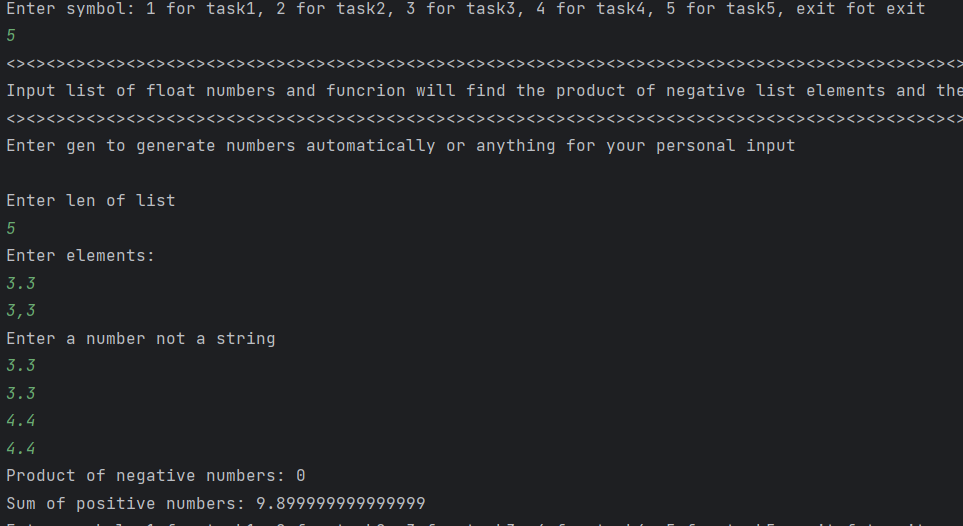 Enter symbol: 1 for task1, 2 for task2, 3 for task3, 4 for task4, 5 for task5, exit fot exit
5
<><><><><><><><><><><><><><><><><><><><><><><><><><><><><><><><><><><><><><><><><><><><><><><><>
Input list of float numbers and funcrion will find the product of negative list elements and the
<><><><><><><><><><><><><><><><><><><><><><><><><><><><><><><><><><><><><><><><><><><><><><><><>
Enter gen to generate numbers automatically or anything for your personal input
Enter len of list
5
Enter elements:
3.3
3,3
Enter a number not a string
3.3
3.3
4.4
4.4
Product of negative numbers: 0
Sum of positive numbers: 9.899999999999999